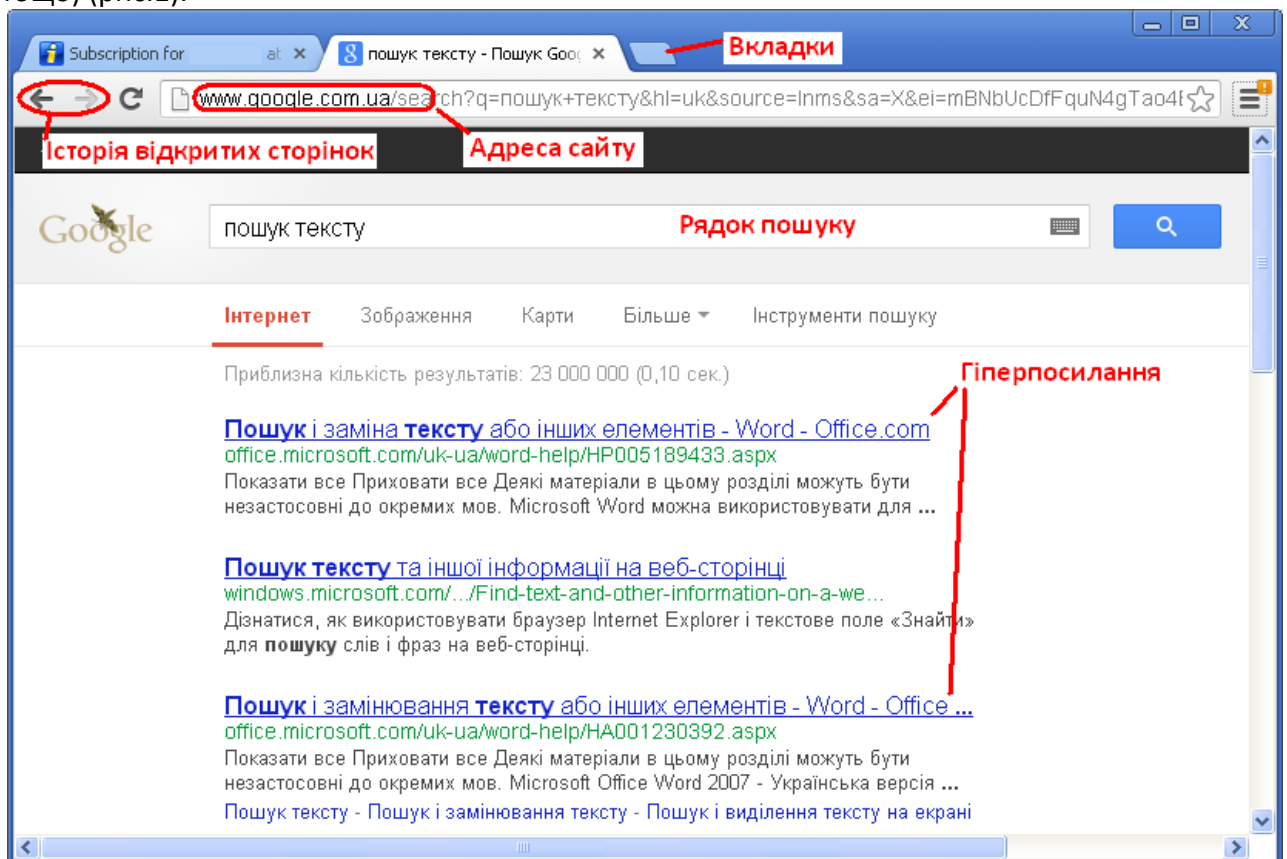 Subscription for at
пошук тексту - Пошук Goo
Вкладки
www.google.com.ua/search?q=пошук+тексту&hl=uk&source=lnms&sa=X&ei=mBNbUcDfFquN4gTao4
Історія відкритих сторінок
Адреса сайту
Google
пошук тексту
Рядок пошуку
Інтернет Зображення Карти Більше Інструменти пошуку
Приблизна кількість результатів: 23 000 000 (0,10 сек.)
Гіперпосилання
Пошук і заміна тексту або інших елементів - Word - Office.com
office.microsoft.com/uk-ua/word-help/HP005189433.aspx
Показати все Приховати все Деякі матеріали в цьому розділі можуть бути
незастосовні до окремих мов. Microsoft Word можна використовувати для ...
Пошук тексту та іншої інформації на веб-сторінці
windows.microsoft.com/.../Find-text-and-other-information-on-a-we...
Дізнатися, як використовувати браузер Internet Explorer і текстове поле «Знайти»
для пошуку слів і фраз на веб-сторінці.
Пошук і замінювання тексту або інших елементів - Word - Office ...
office.microsoft.com/uk-ua/word-help/HA001230392.aspx
Показати все Приховати все Деякі матеріали в цьому розділі можуть бути
незастосовні до окремих мов. Microsoft Office Word 2007 - Українська версія ...
Пошук тексту - Пошук і замінювання тексту - Пошук і виділення тексту на екрані